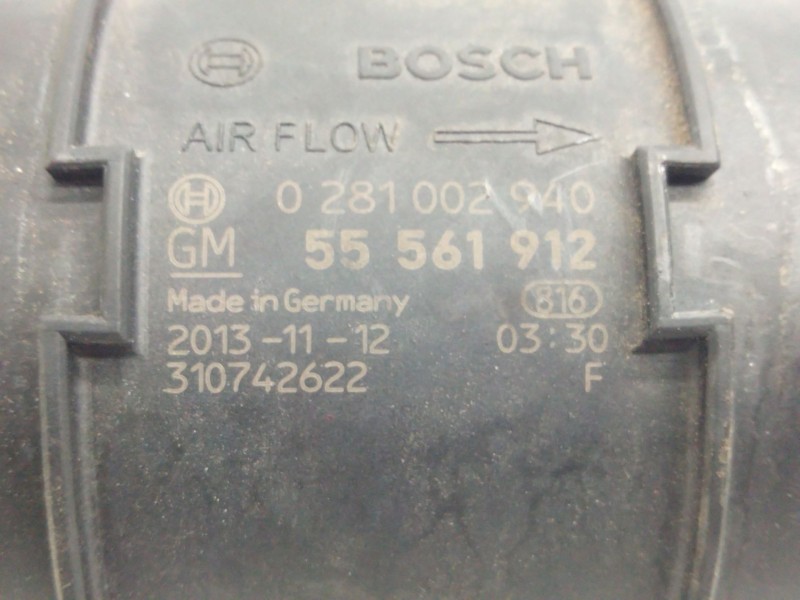 BOSCH
AIR FLOW
0 281 002 940
GM 55 561 912
Made in Germany 816
2013-11-12 03:30
310742622 F